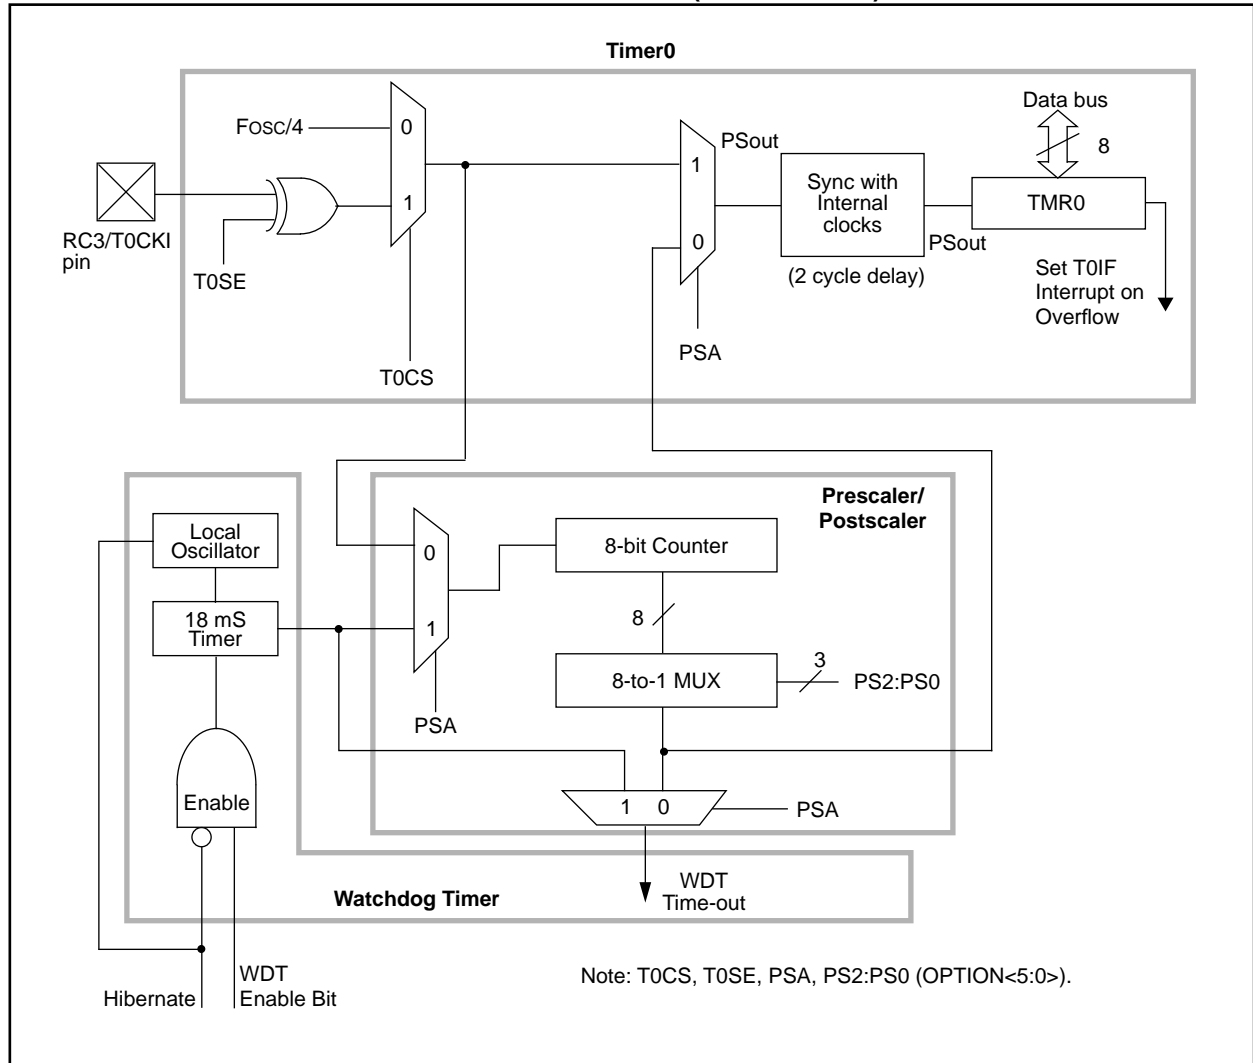 Timer0
Data bus
FOSC/4
0
PSout
8
1
Sync with
Internal
clocks
TMR0
1
RC3/T0CKI
pin
0
PSout
T0SE
(2 cycle delay)
Set T0IF
Interrupt on
Overflow
PSA
T0CS
Prescaler/
Postscaler
Local
Oscillator
0
8-bit Counter
18 mS
Timer
1
8
3
8-to-1 MUX
PS2:PS0
PSA
Enable
1 0
PSA
WDT
Time-out
Watchdog Timer
WDT
Enable Bit
Hibernate
Note: T0CS, T0SE, PSA, PS2:PS0 (OPTION<5:0>).